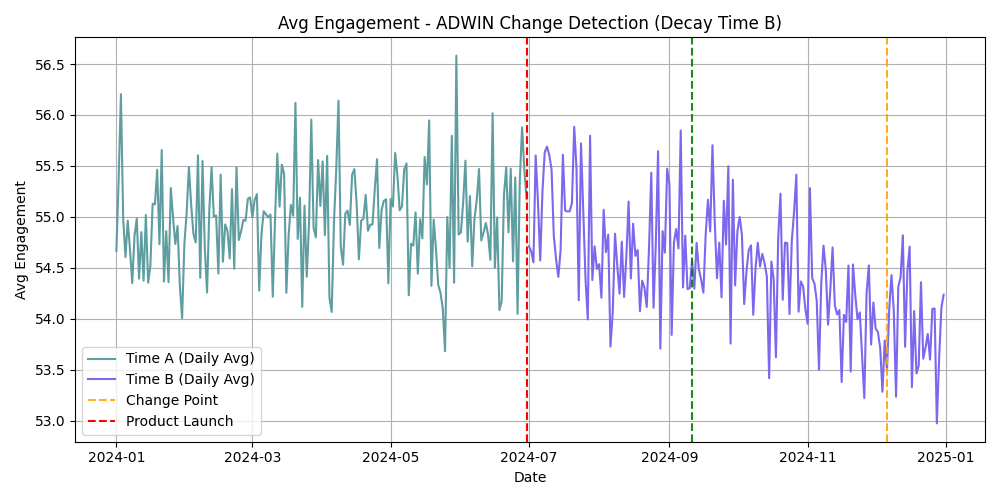 Avg Engagement - ADWIN Change Detection (Decay Time B)
Avg Engagement
56.5
56.0
55.5
55.0
54.5
54.0
53.5
53.0
Time A (Daily Avg)
Time B (Daily Avg)
Change Point
Product Launch
2024-01
2024-03
2024-05
2024-07
2024-09
2024-11
2025-01
Date